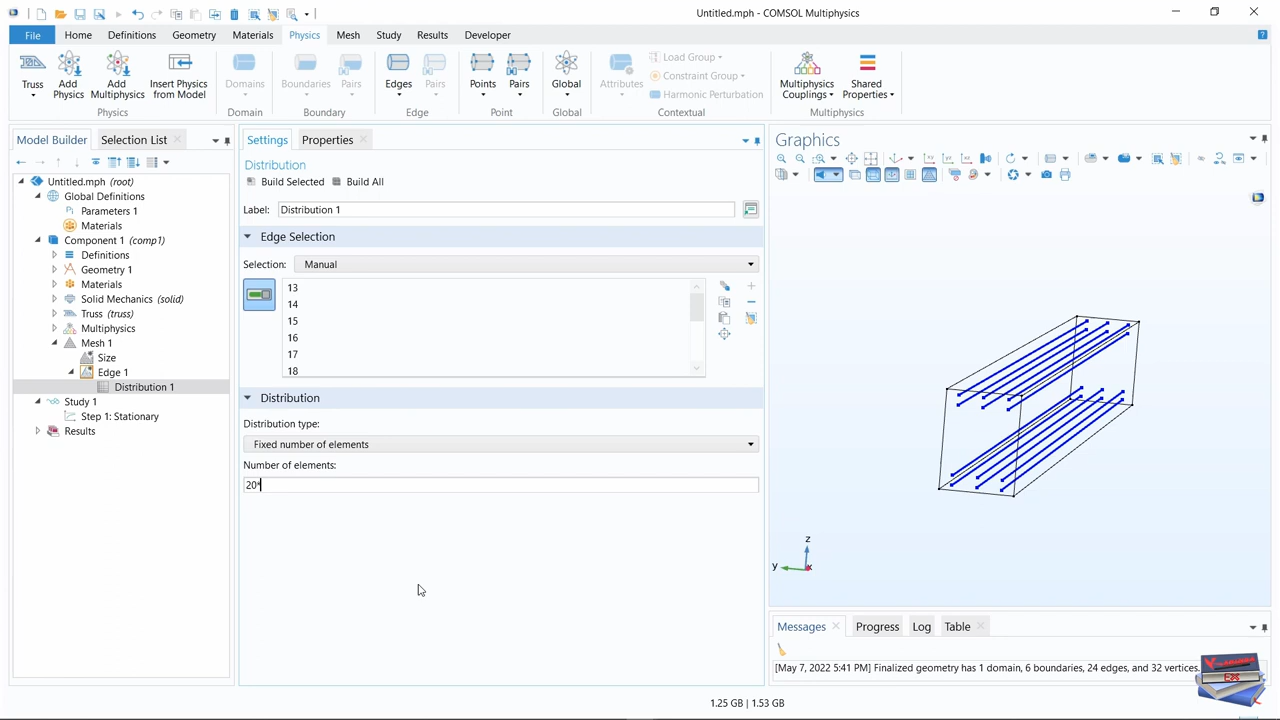 Untitled.mph - COMSOL Multiphysics
File Home Definitions Geometry Materials Physics Mesh Study Results Developer
Truss Add Physics Add Multiphysics Insert Physics from Model Domains Boundaries Pairs Edges Pairs Points Pairs Global Attributes Load Group Constraint Group Harmonic Perturbation Multiphysics Couplings Shared Properties
Physics Domain Boundary Edge Point Global Contextual Multiphysics
Model Builder Selection List
Untitled.mph (root)
Global Definitions
Parameters 1
Materials
Component 1 (comp1)
Definitions
Geometry 1
Materials
Solid Mechanics (solid)
Truss (truss)
Multiphysics
Mesh 1
Size
Edge 1
Distribution 1
Study 1
Step 1: Stationary
Results
Settings Properties
Distribution
Build Selected Build All
Label: Distribution 1
Edge Selection
Selection: Manual
13
14
15
16
17
18
Distribution
Distribution type:
Fixed number of elements
Number of elements:
20*
Graphics
z
y x
Messages Progress Log Table
[May 7, 2022 5:41 PM] Finalized geometry has 1 domain, 6 boundaries, 24 edges, and 32 vertices.
1.25 GB | 1.53 GB